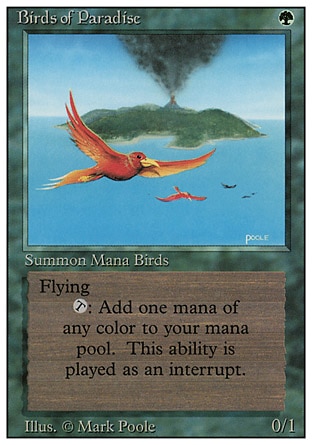 Birds of Paradise
POOLE
Summon Mana Birds
Flying
T: Add one mana of
any color to your mana
pool. This ability is
played as an interrupt.
Illus. © Mark Poole
0/1